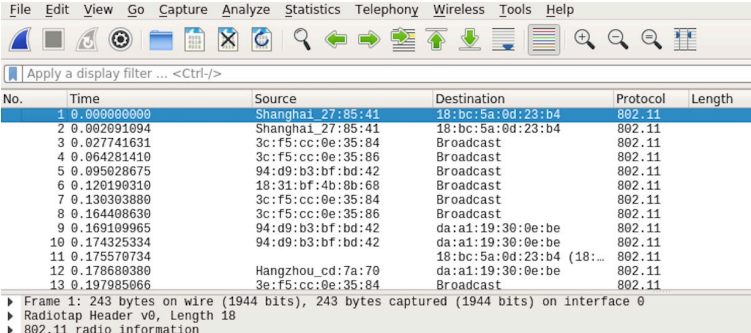 File Edit View Go Capture Analyze Statistics Telephony Wireless Tools Help
Apply a display filter ... <Ctrl-/>
No. Time Source Destination Protocol Length
1 0.000000000 Shanghai_27:85:41 18:bc:5a:0d:23:b4 802.11
2 0.002091094 Shanghai_27:85:41 18:bc:5a:0d:23:b4 802.11
3 0.027741631 3c:f5:cc:0e:35:84 Broadcast 802.11
4 0.064281410 3c:f5:cc:0e:35:86 Broadcast 802.11
5 0.095028675 94:d9:b3:bf:bd:42 Broadcast 802.11
6 0.120190310 18:31:bf:4b:8b:68 Broadcast 802.11
7 0.130303880 3c:f5:cc:0e:35:84 Broadcast 802.11
8 0.164408630 3c:f5:cc:0e:35:86 Broadcast 802.11
9 0.169109965 94:d9:b3:bf:bd:42 da:a1:19:30:0e:be 802.11
10 0.174325334 94:d9:b3:bf:bd:42 da:a1:19:30:0e:be 802.11
11 0.175570734 18:bc:5a:0d:23:b4 (18:… 802.11
12 0.178680380 Hangzhou_cd:7a:70 da:a1:19:30:0e:be 802.11
13 0.197985066 3e:f5:cc:0e:35:84 Broadcast 802.11
Frame 1: 243 bytes on wire (1944 bits), 243 bytes captured (1944 bits) on interface 0
Radiotap Header v0, Length 18
802.11 radio information